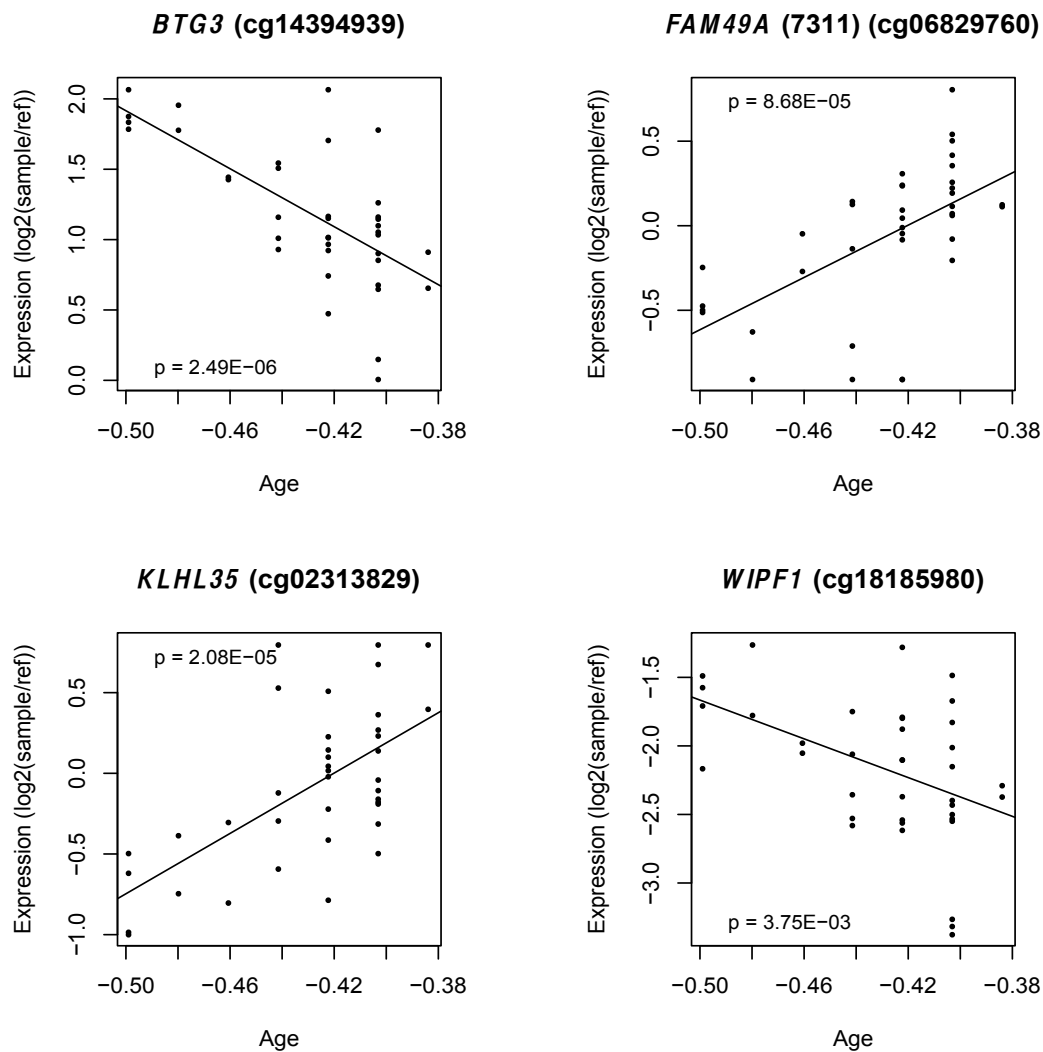 BTG3 (cg14394939)
Expression (log2(sample/ref))
2.0
1.5
1.0
0.5
0.0
p = 2.49E−06
−0.50 −0.46 −0.42 −0.38
Age
FAM49A (7311) (cg06829760)
Expression (log2(sample/ref))
0.5
0.0
−0.5
p = 8.68E−05
−0.50 −0.46 −0.42 −0.38
Age
KLHL35 (cg02313829)
Expression (log2(sample/ref))
0.5
0.0
−0.5
−1.0
p = 2.08E−05
−0.50 −0.46 −0.42 −0.38
Age
WIPF1 (cg18185980)
Expression (log2(sample/ref))
−1.5
−2.0
−2.5
−3.0
p = 3.75E−03
−0.50 −0.46 −0.42 −0.38
Age